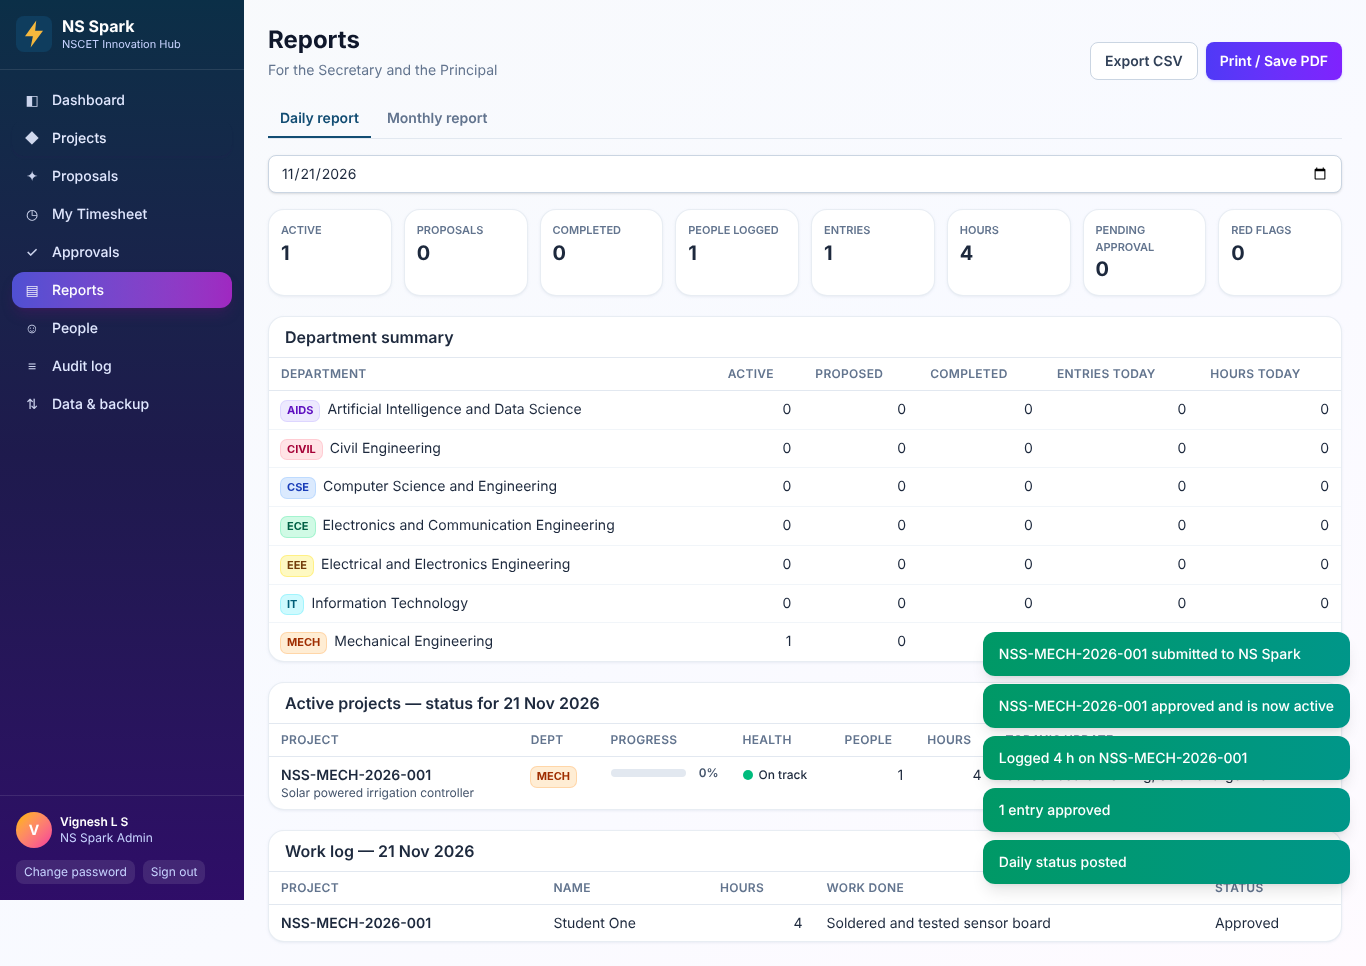 NS Spark
NSCET Innovation Hub
Dashboard
Projects
Proposals
My Timesheet
Approvals
Reports
People
Audit log
Data & backup
V
Vignesh L S
NS Spark Admin
Change password
Sign out
Reports
For the Secretary and the Principal
Export CSV
Print / Save PDF
Daily report
Monthly report
11/21/2026
ACTIVE
1
PROPOSALS
0
COMPLETED
0
PEOPLE LOGGED
1
ENTRIES
1
HOURS
4
PENDING
APPROVAL
0
RED FLAGS
0
Department summary
DEPARTMENT ACTIVE PROPOSED COMPLETED ENTRIES TODAY HOURS TODAY
AIDS Artificial Intelligence and Data Science 0 0 0 0 0
CIVIL Civil Engineering 0 0 0 0 0
CSE Computer Science and Engineering 0 0 0 0 0
ECE Electronics and Communication Engineering 0 0 0 0 0
EEE Electrical and Electronics Engineering 0 0 0 0 0
IT Information Technology 0 0 0 0 0
MECH Mechanical Engineering 1 0
Active projects — status for 21 Nov 2026
PROJECT DEPT PROGRESS HEALTH PEOPLE HOURS
NSS-MECH-2026-001 MECH 0% On track 1 4
Solar powered irrigation controller
Work log — 21 Nov 2026
PROJECT NAME HOURS WORK DONE STATUS
NSS-MECH-2026-001 Student One 4 Soldered and tested sensor board Approved
NSS-MECH-2026-001 submitted to NS Spark
NSS-MECH-2026-001 approved and is now active
Logged 4 h on NSS-MECH-2026-001
1 entry approved
Daily status posted